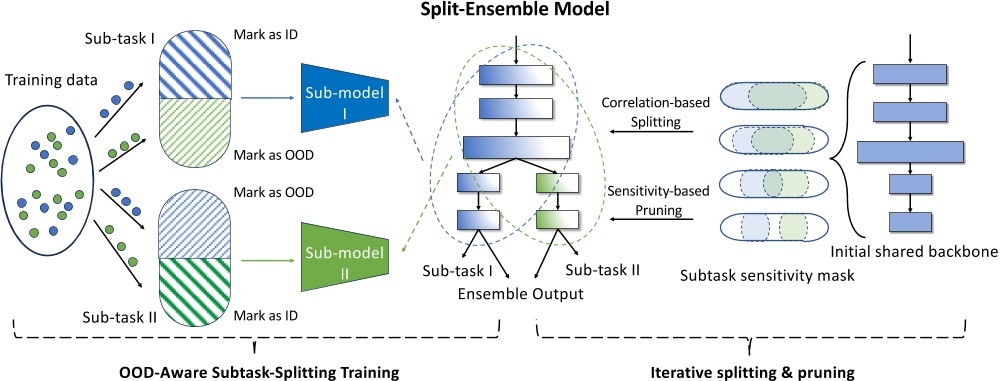 Split-Ensemble Model
Sub-task I
Mark as ID
Training data
Sub-model
I
Mark as OOD
Mark as OOD
Sub-model
II
Sub-task II
Mark as ID
Correlation-based
Splitting
Sensitivity-based
Pruning
Sub-task I
Sub-task II
Ensemble Output
Subtask sensitivity mask
Initial shared backbone
OOD-Aware Subtask-Splitting Training
Iterative splitting & pruning